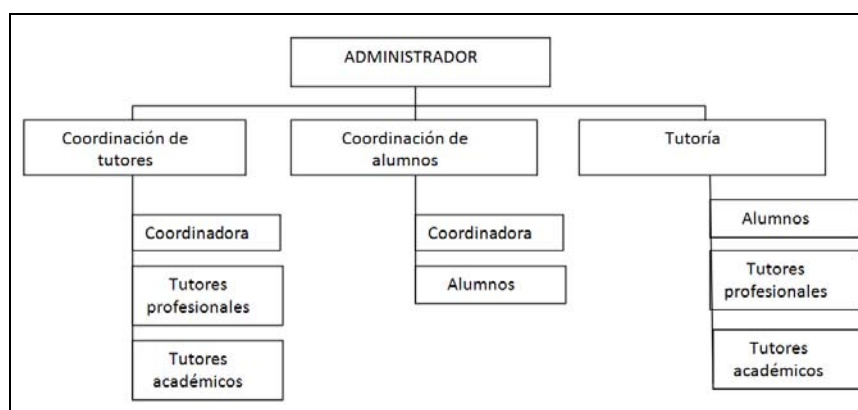 ADMINISTRADOR
Coordinación de
tutores
Coordinadora
Tutores
profesionales
Tutores
académicos
Coordinación de
alumnos
Coordinadora
Alumnos
Tutoría
Alumnos
Tutores
profesionales
Tutores
académicos